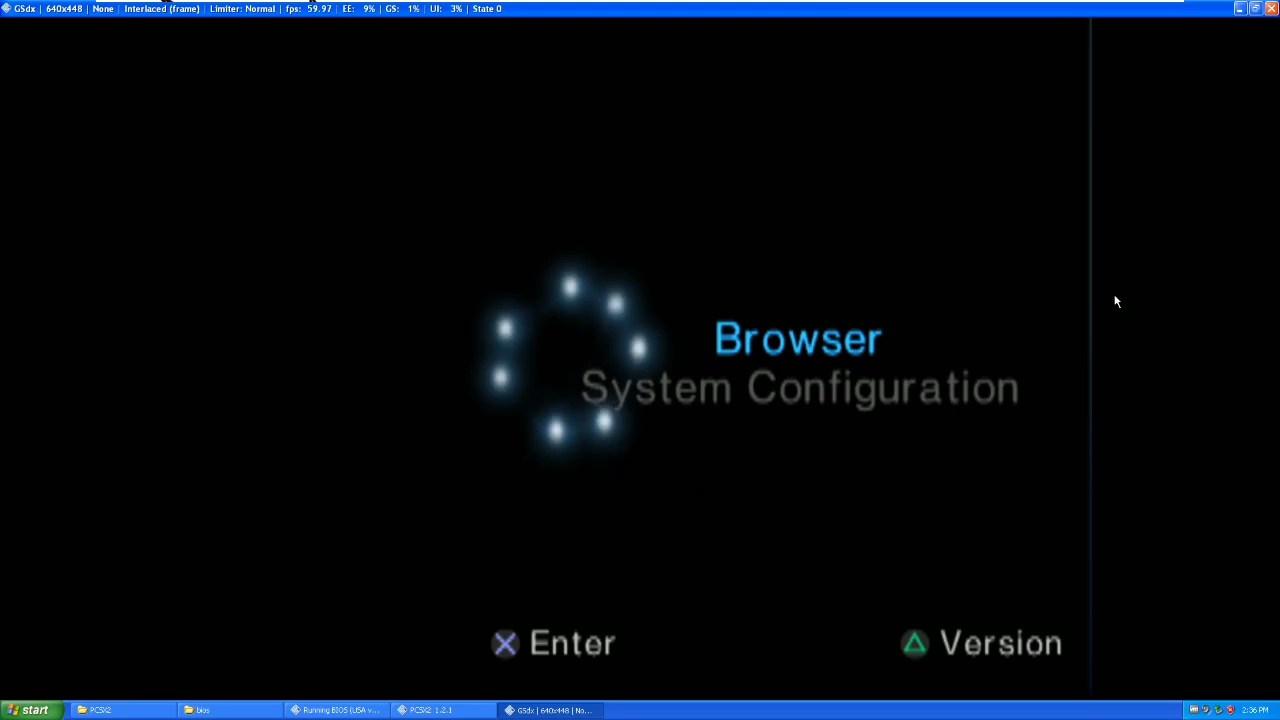 GSdx | 640x448 | None | Interlaced (frame) | Limiter: Normal | fps: 59.97 | EE: 9% | GS: 1% | UI: 3% | State 0
Browser
System Configuration
Enter
Version
start
PCSX2
bios
Running BIOS (USA v...
PCSX2 1.2.1
GSdx | 640x448 | No...
2:36 PM